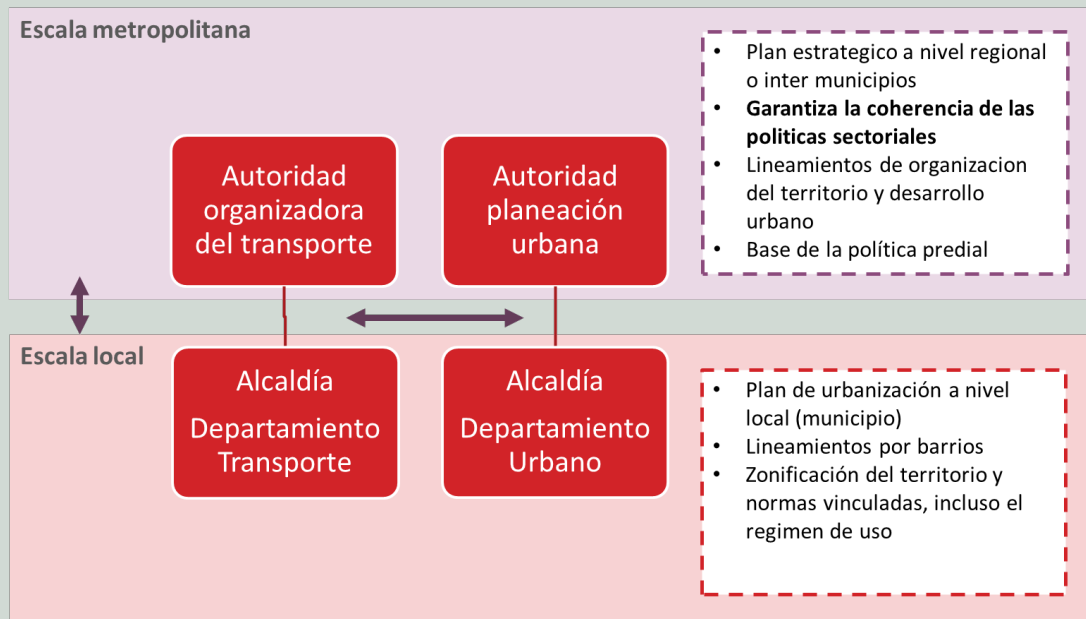 Escala metropolitana
Autoridad
organizadora
del transporte
Autoridad
planeación
urbana
• Plan estrategico a nivel regional
o inter municipios
• Garantiza la coherencia de las
politicas sectoriales
• Lineamientos de organizacion
del territorio y desarrollo
urbano
• Base de la política predial
Escala local
Alcaldía
Departamiento
Transporte
Alcaldía
Departamiento
Urbano
• Plan de urbanización a nivel
local (municipio)
• Lineamientos por barrios
• Zonificación del territorio y
normas vinculadas, incluso el
regimen de uso